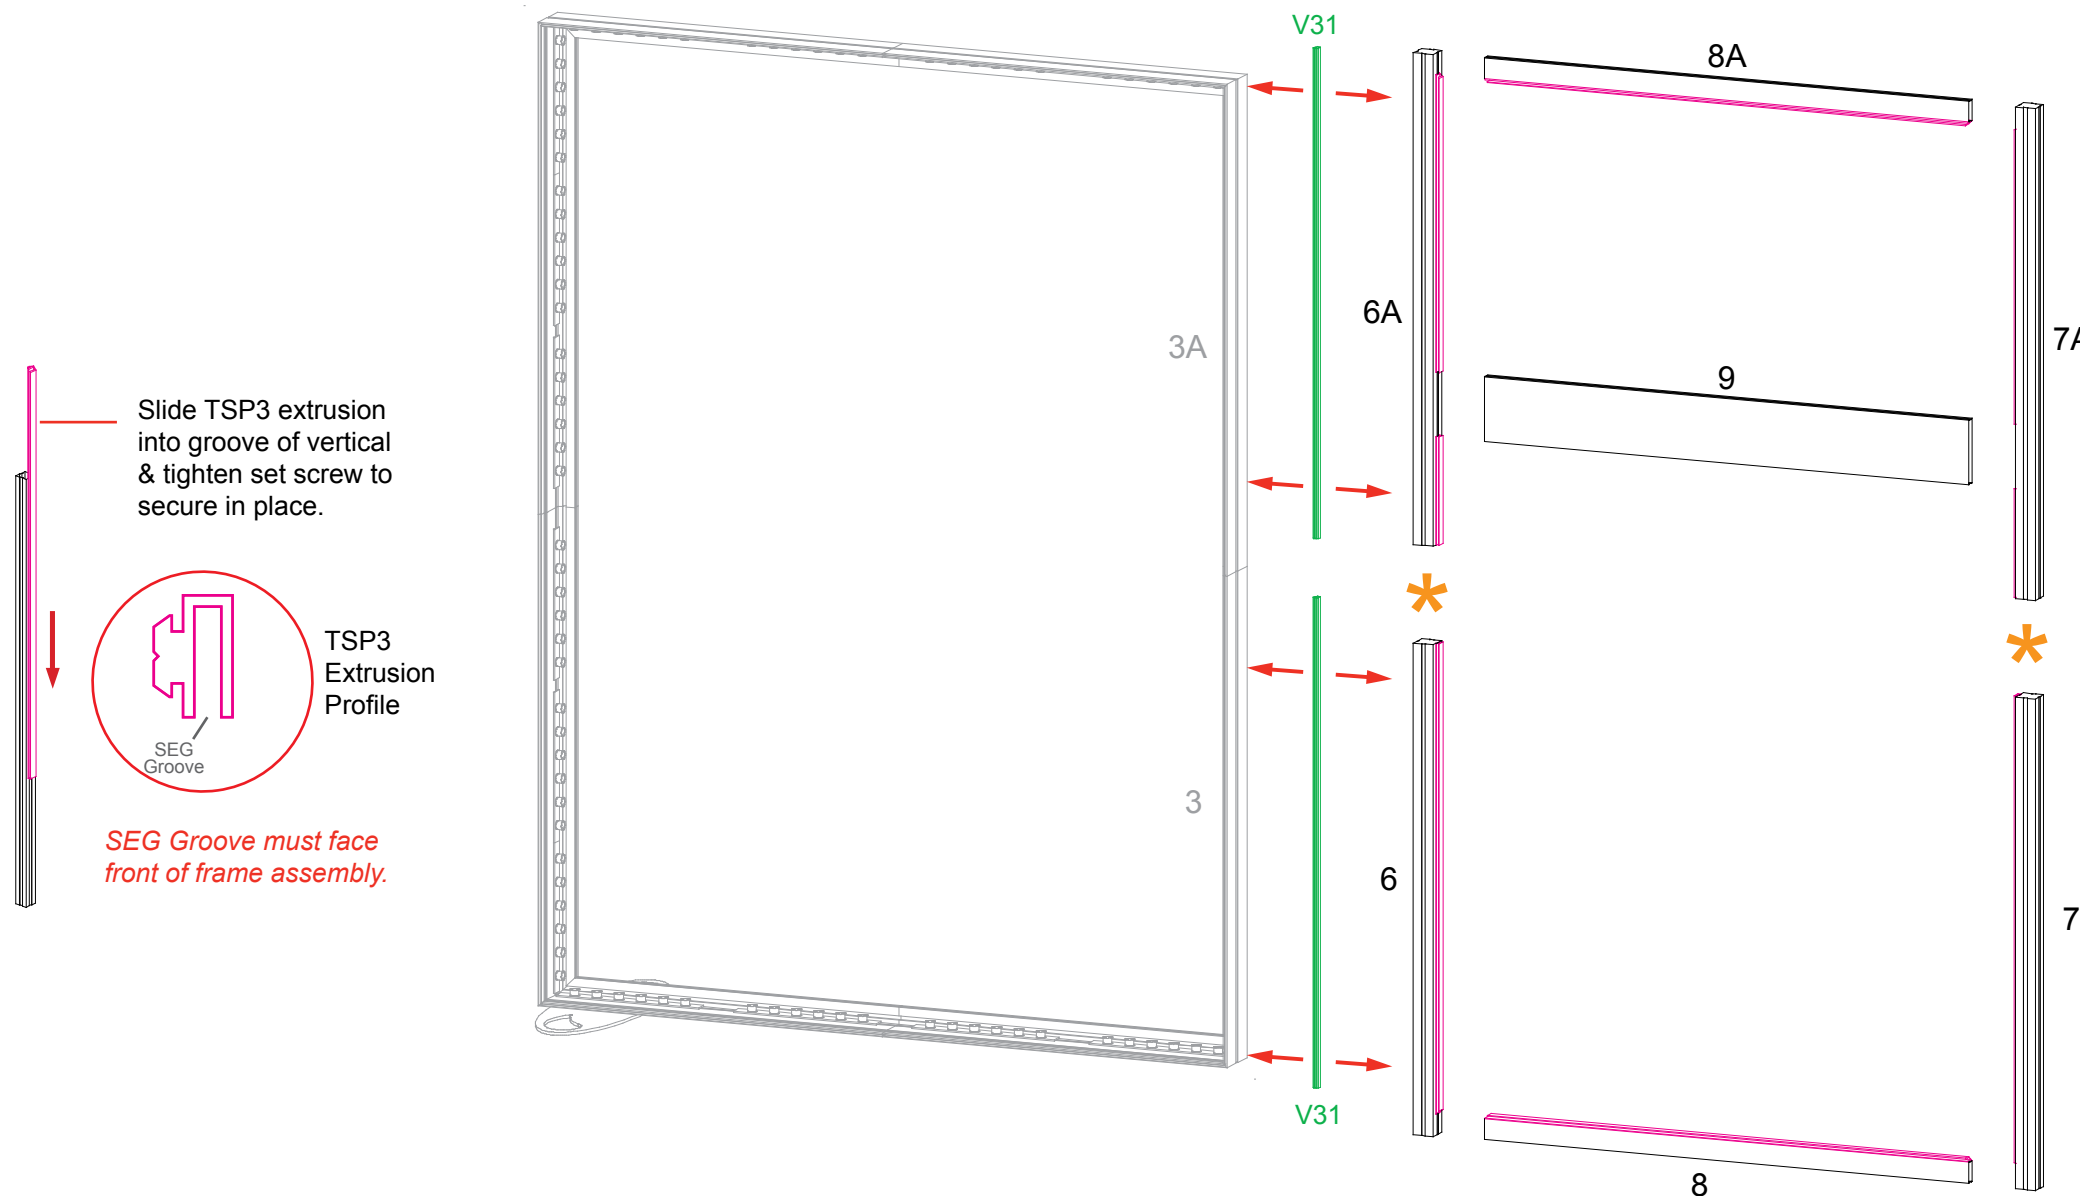 V31
8A
6A
3A
7A
9
Slide TSP3 extrusion
into groove of vertical
& tighten set screw to
secure in place.
*
*
TSP3
Extrusion
Profile
SEG
Groove
3
SEG Groove must face
front of frame assembly.
6
7
V31
8